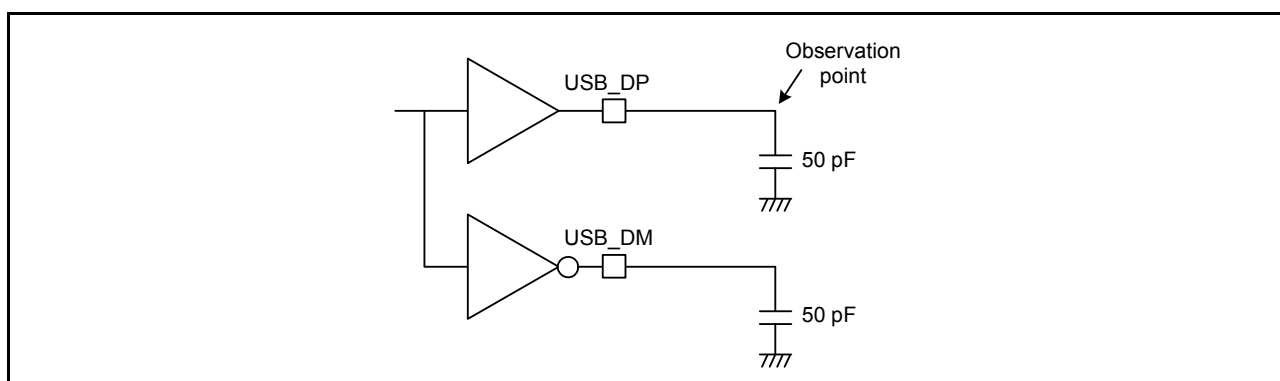 Observation
point
USB_DP
50 pF
USB_DM
50 pF